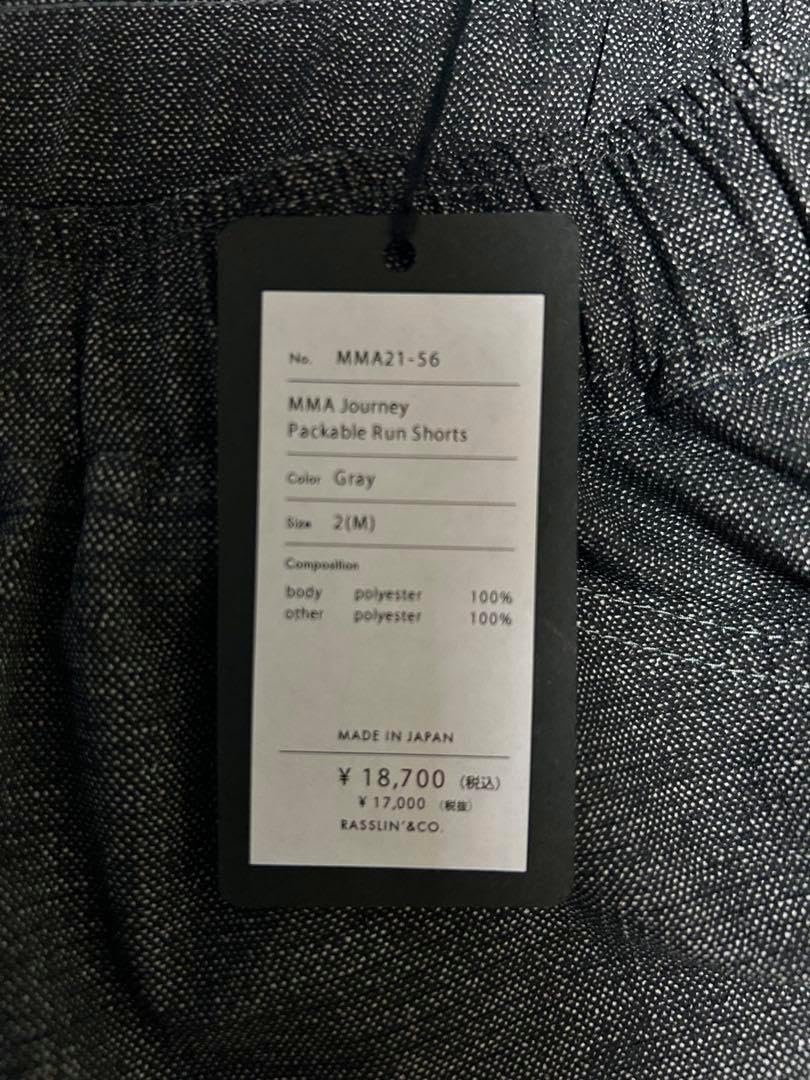 No. MMA21-56
MMA Journey
Packable Run Shorts
Color Gray
Size 2(M)
Composition
body polyester 100%
other polyester 100%
MADE IN JAPAN
¥ 18,700 (税込)
¥ 17,000 (税抜)
RASSLIN'&CO.